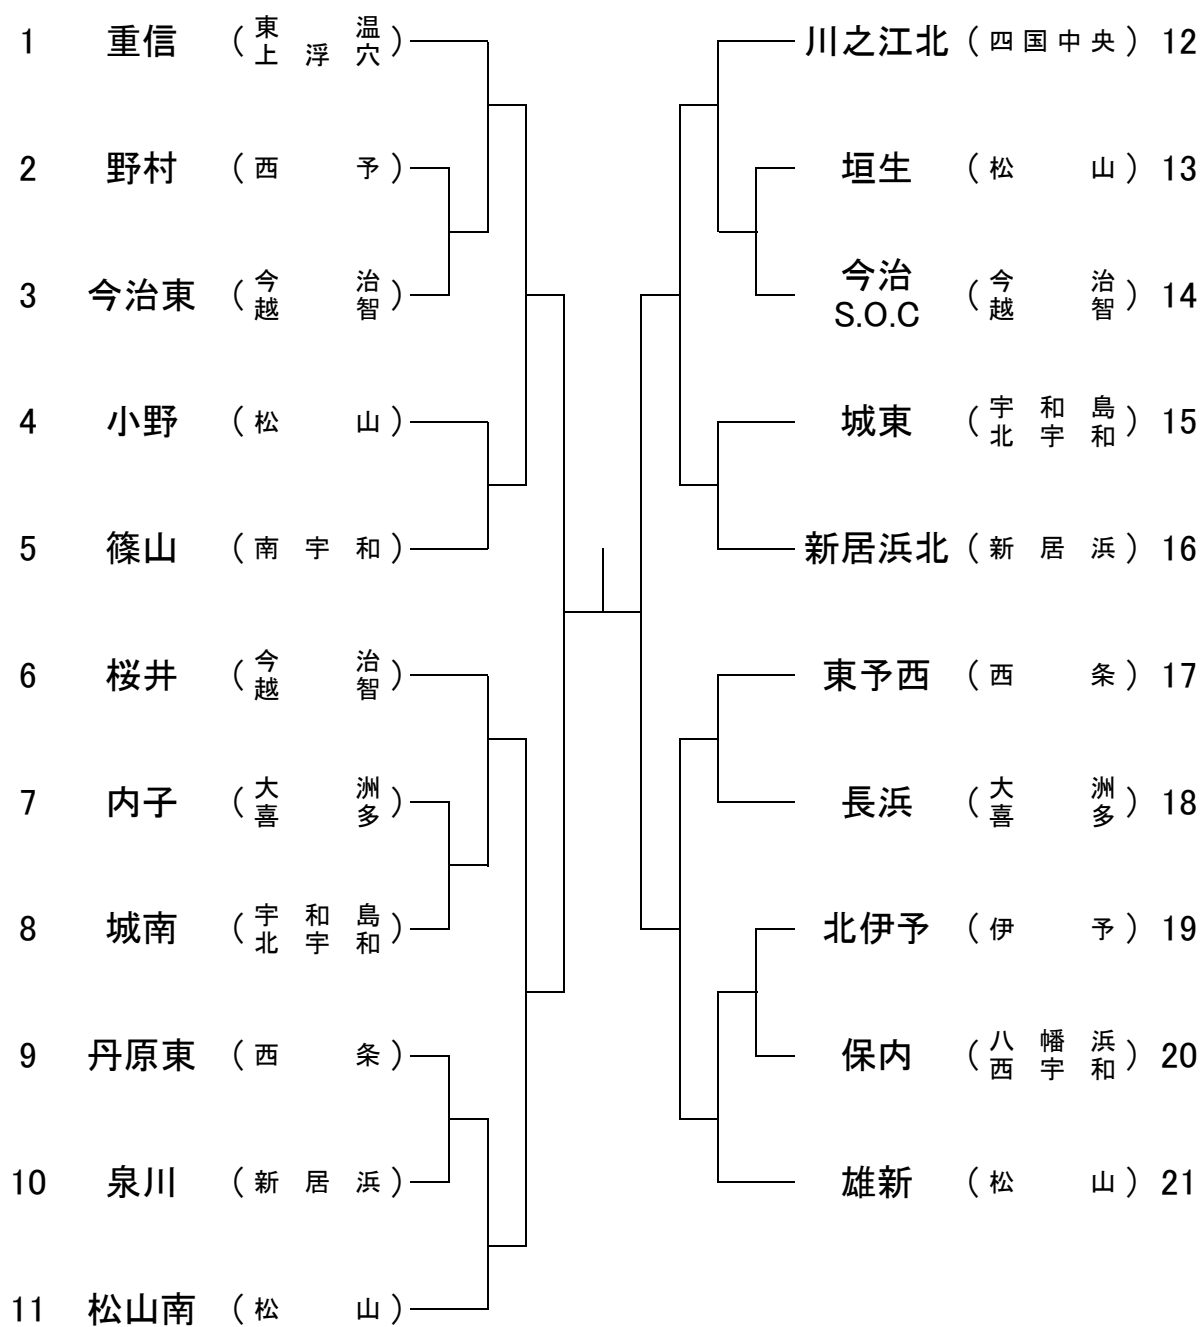 1 重信 (東温上浮穴)
2 野村 (西予)
3 今治東 (今治越智)
4 小野 (松山)
5 篠山 (南宇和)
6 桜井 (今治越智)
7 内子 (大洲喜多)
8 城南 (宇和島北宇和)
9 丹原東 (西条)
10 泉川 (新居浜)
11 松山南 (松山)
川之江北 (四国中央) 12
垣生 (松山) 13
今治 S.O.C (今治越智) 14
城東 (宇和島北宇和) 15
新居浜北 (新居浜) 16
東予西 (西条) 17
長浜 (大洲喜多) 18
北伊予 (伊予) 19
保内 (八幡浜西宇和) 20
雄新 (松山) 21